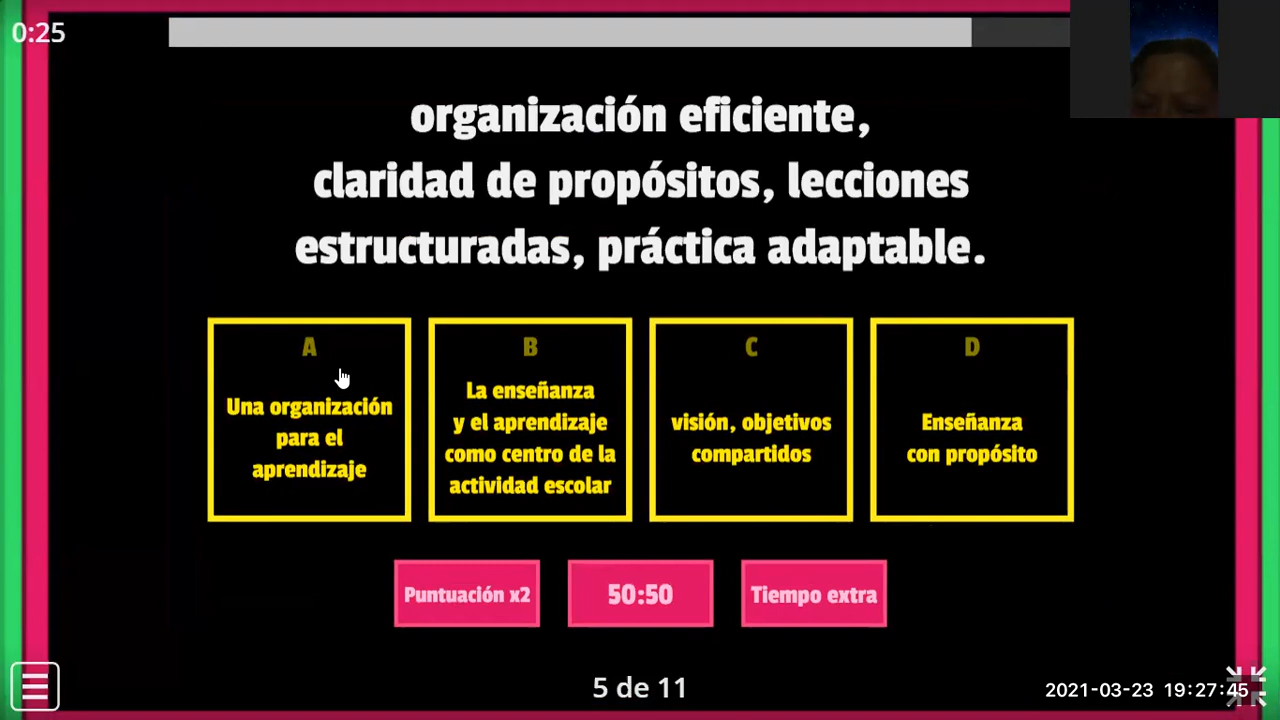 0:25
organización eficiente,
claridad de propósitos, lecciones
estructuradas, práctica adaptable.
A
Una organización
para el
aprendizaje
B
La enseñanza
y el aprendizaje
como centro de la
actividad escolar
C
visión, objetivos
compartidos
D
Enseñanza
con propósito
Puntuación x2
50:50
Tiempo extra
5 de 11
2021-03-23 19:27:45